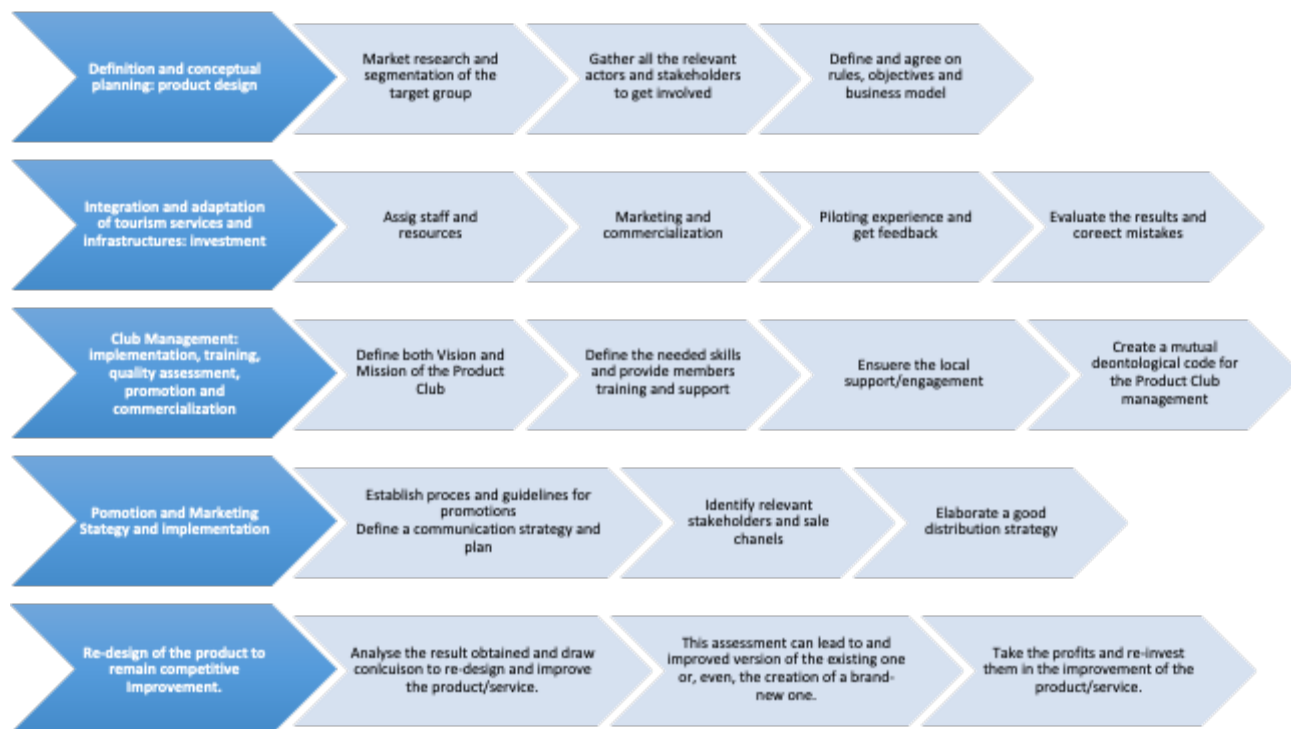 Definition and conceptual
planning: product design
Market research and
segmentation of the
target group
Gather all the relevant
actors and stakeholders
to get involved
Define and agree on
rules, objectives and
business model
Integration and adaptation
of tourism services and
infrastructures: investment
Assig staff and
resources
Marketing and
commercialization
Piloting experience and
get feedback
Evaluate the results and
coreect mistakes
Club Management:
implementation, training,
quality assessment,
promotion and
commercialization
Define both Vision and
Mission of the Product
Club
Define the needed skills
and provide members
training and support
Ensuere the local
support/engagement
Create a mutual
deontological code for
the Product Club
management
Pomotion and Marketing
Stategy and implementation
Establish proces and guidelines for
promotions
Define a communication strategy and
plan
Identify relevant
stakeholders and sale
chanels
Elaborate a good
distribution strategy
Re-design of the product to
remain competitive
Improvement.
Analyse the result obtained and draw
conlcuison to re-design and improve
the product/service.
This assessment can lead to and
improved version of the existing one
or, even, the creation of a brand-
new one.
Take the profits and re-invest
them in the improvement of the
product/service.